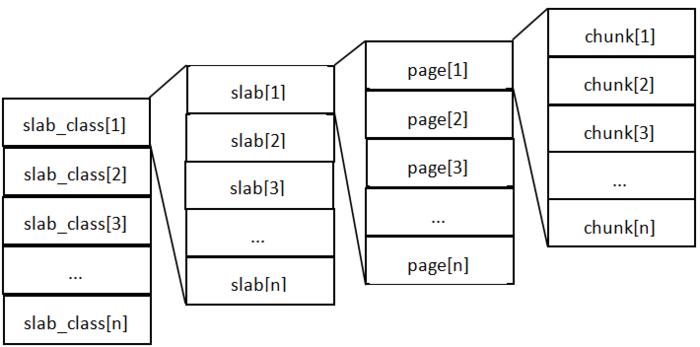 slab_class[1]
slab_class[2]
slab_class[3]
...
slab_class[n]
slab[1]
slab[2]
slab[3]
...
slab[n]
page[1]
page[2]
page[3]
...
page[n]
chunk[1]
chunk[2]
chunk[3]
...
chunk[n]